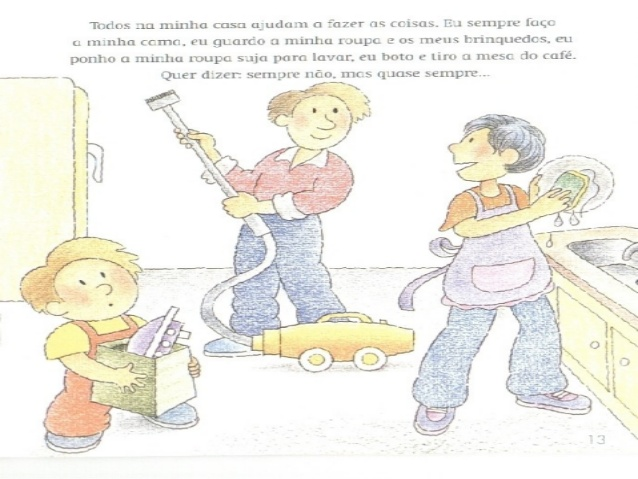 Todos na minha casa ajudam a fazer as coisas. Eu sempre faço
a minha cama, eu guardo a minha roupa e os meus brinquedos, eu
ponho a minha roupa suja para lavar, eu boto e tiro a mesa do café.
Quer dizer: sempre não, mas quase sempre...
13